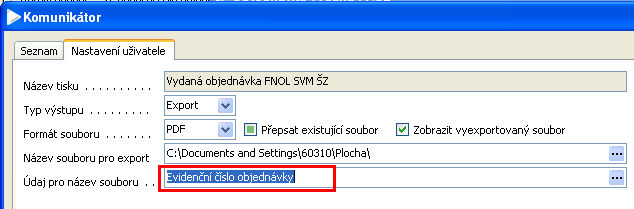 Komunikátor
Seznam Nastavení uživatele
Název tisku . . . . . . . . . . Vydaná objednávka FNOL SVM ŠZ
Typ výstupu . . . . . . . . . Export
Formát souboru . . . . . . . PDF Přepsat existující soubor Zobrazit vyexportovaný soubor
Název souboru pro export C:\Documents and Settings\60310\Plocha\ ...
Údaj pro název souboru . . Evidenční číslo objednávky ...